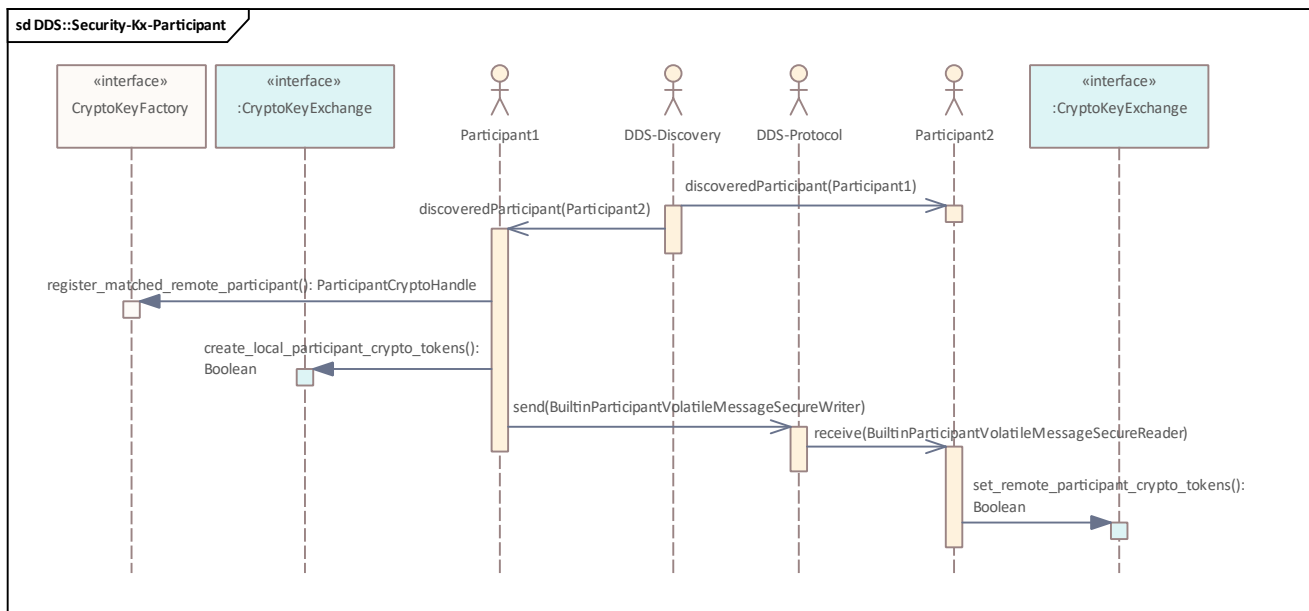 sd DDS::Security-Kx-Participant
«interface»
CryptoKeyFactory
«interface»
:CryptoKeyExchange
Participant1
DDS-Discovery
DDS-Protocol
Participant2
«interface»
:CryptoKeyExchange
discoveredParticipant(Participant1)
discoveredParticipant(Participant2)
register_matched_remote_participant(): ParticipantCryptoHandle
create_local_participant_crypto_tokens():
Boolean
send(BuiltinParticipantVolatileMessageSecureWriter)
receive(BuiltinParticipantVolatileMessageSecureReader)
set_remote_participant_crypto_tokens():
Boolean